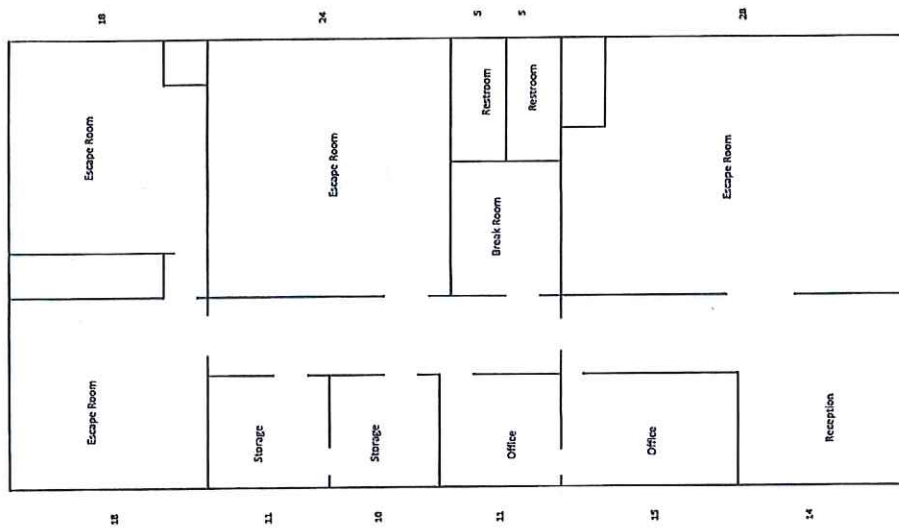 18
Escape Room
Escape Room
18
11
Storage
Escape Room
24
10
Storage
Restroom
5
Break Room
11
Office
Restroom
5
15
Office
Escape Room
28
14
Reception